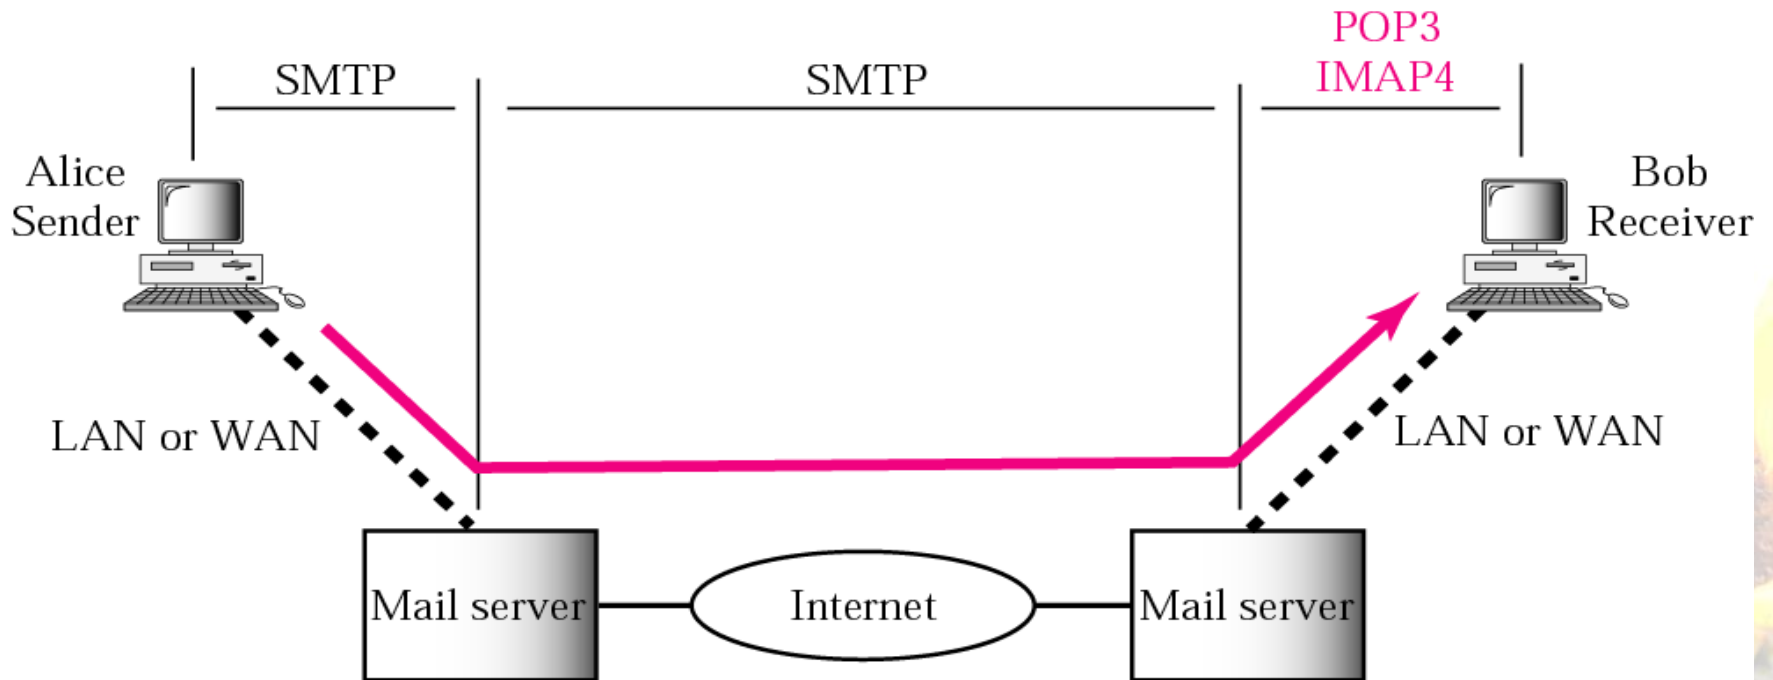 POP3
SMTP
SMTP
IMAP4
Alice
Sender
Bob
Receiver
LAN or WAN
LAN or WAN
Mail server
Internet
Mail server